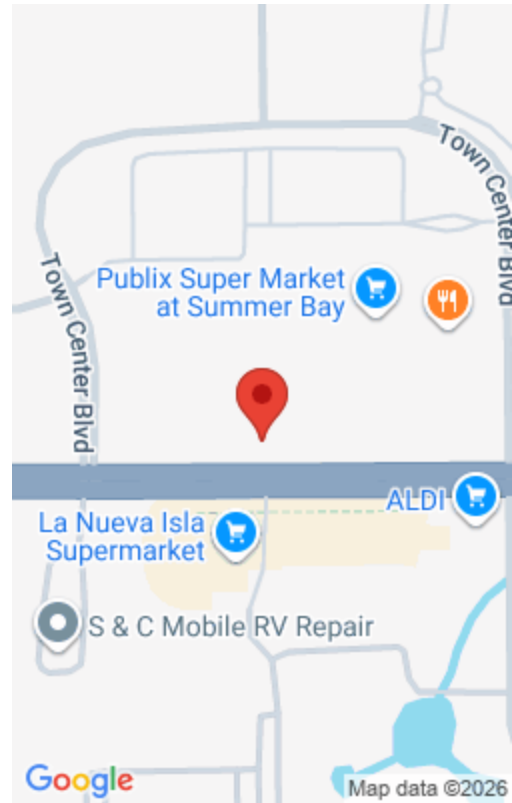 Town Center Blvd
Publix Super Market
at Summer Bay
Town Center Blvd
ALDI
La Nueva Isla
Supermarket
S & C Mobile RV Repair
Google
Map data ©2026